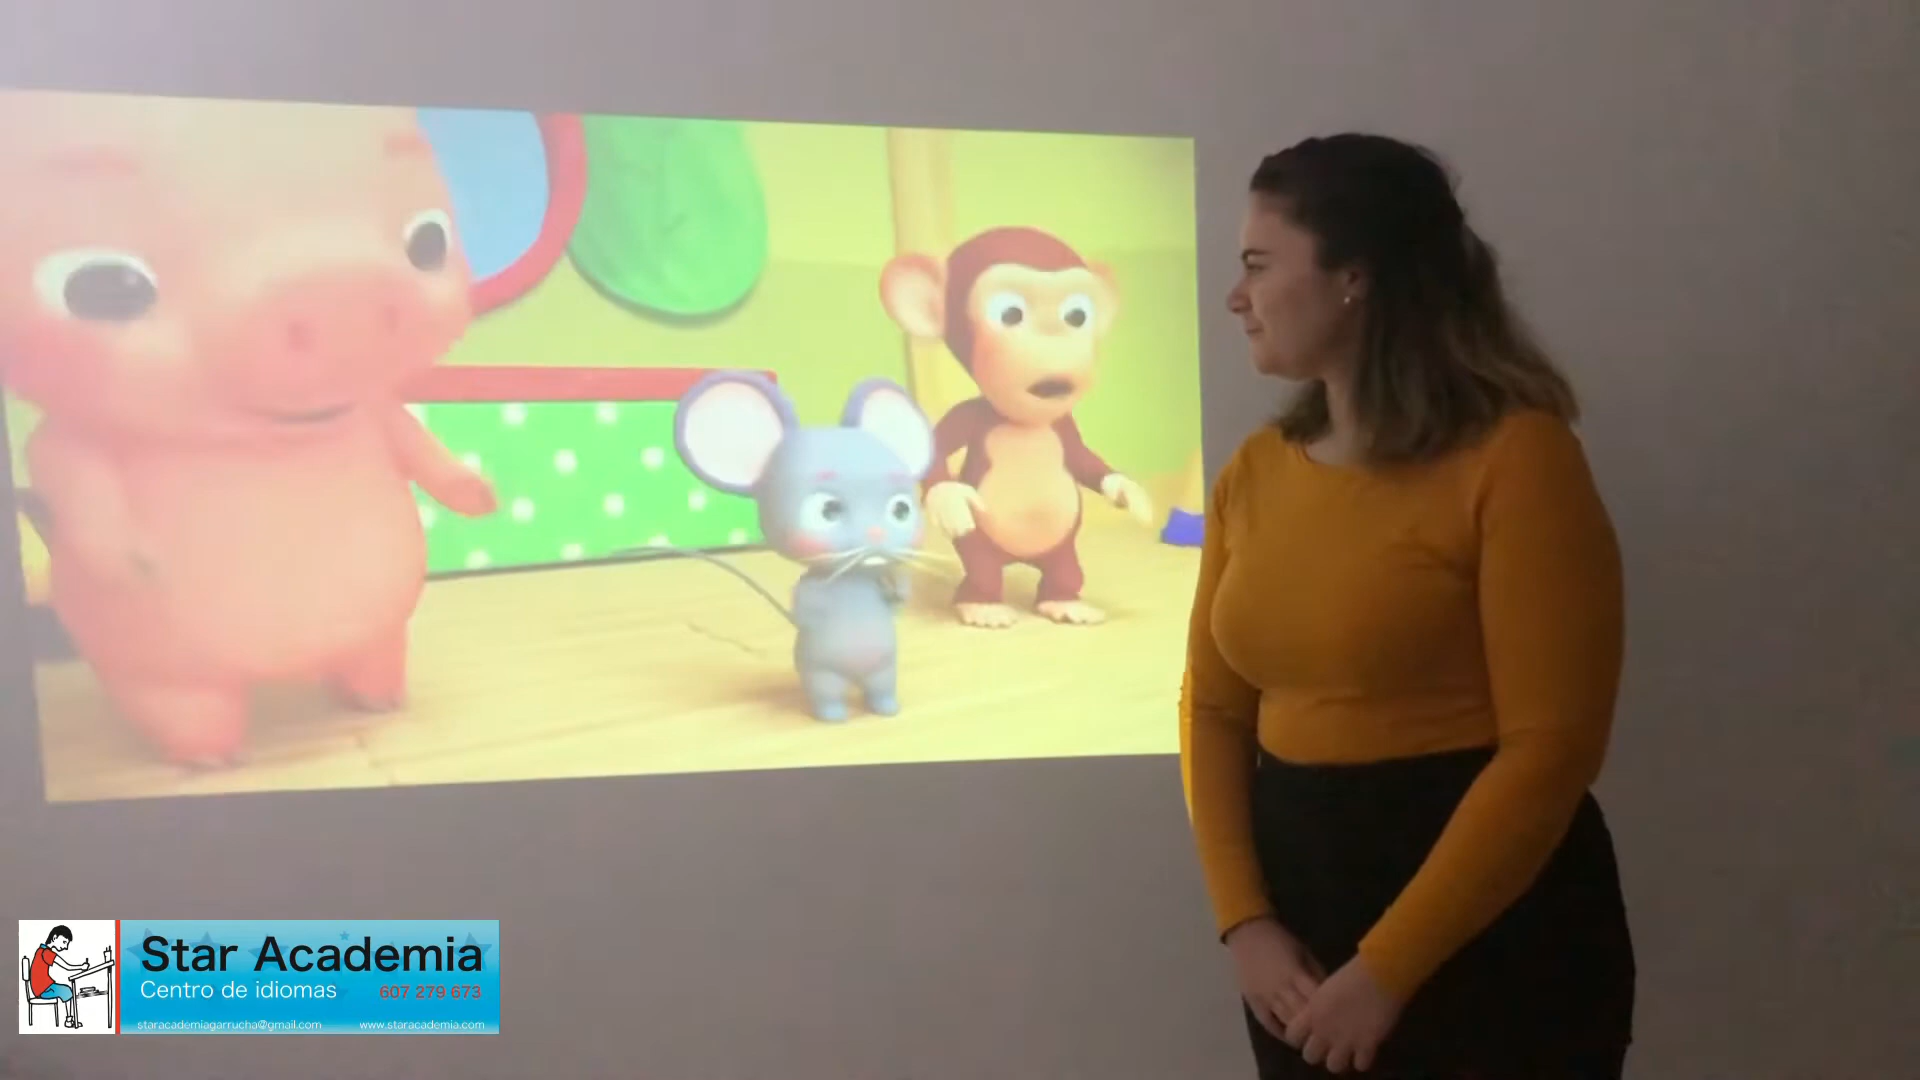 Star Academia
Centro de idiomas 607 279 673
staracademiagarrucha@gmail.com www.staracademia.com